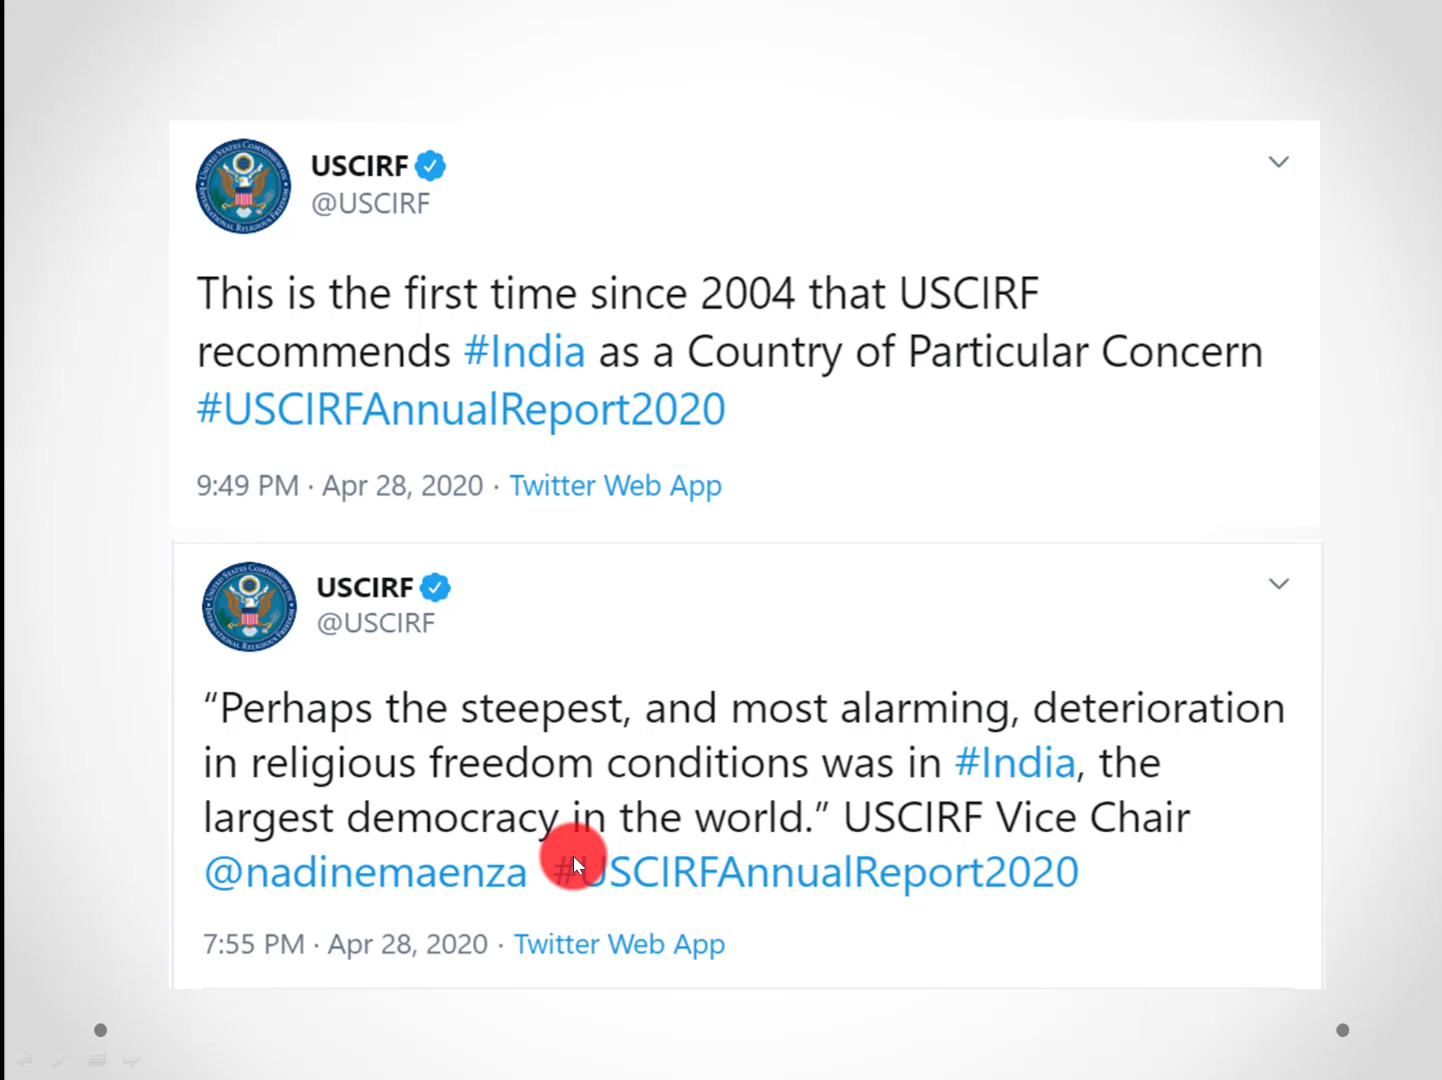 USCIRF
@USCIRF
This is the first time since 2004 that USCIRF
recommends #India as a Country of Particular Concern
#USCIRFAnnualReport2020
9:49 PM · Apr 28, 2020 · Twitter Web App
USCIRF
@USCIRF
“Perhaps the steepest, and most alarming, deterioration
in religious freedom conditions was in #India, the
largest democracy in the world.” USCIRF Vice Chair
@nadinemaenza #USCIRFAnnualReport2020
7:55 PM · Apr 28, 2020 · Twitter Web App